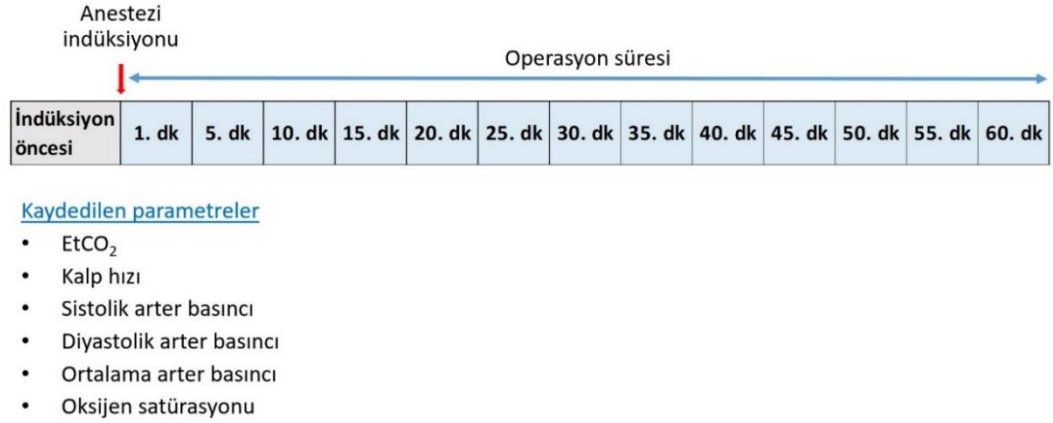 Anestezi
indüksiyonu
Operasyon süresi
İndüksiyon
öncesi
1. dk 5. dk 10. dk 15. dk 20. dk 25. dk 30. dk 35. dk 40. dk 45. dk 50. dk 55. dk 60. dk
Kaydedilen parametreler
• EtCO₂
• Kalp hızı
• Sistolik arter basıncı
• Diyastolik arter basıncı
• Ortalama arter basıncı
• Oksijen satürasyonu